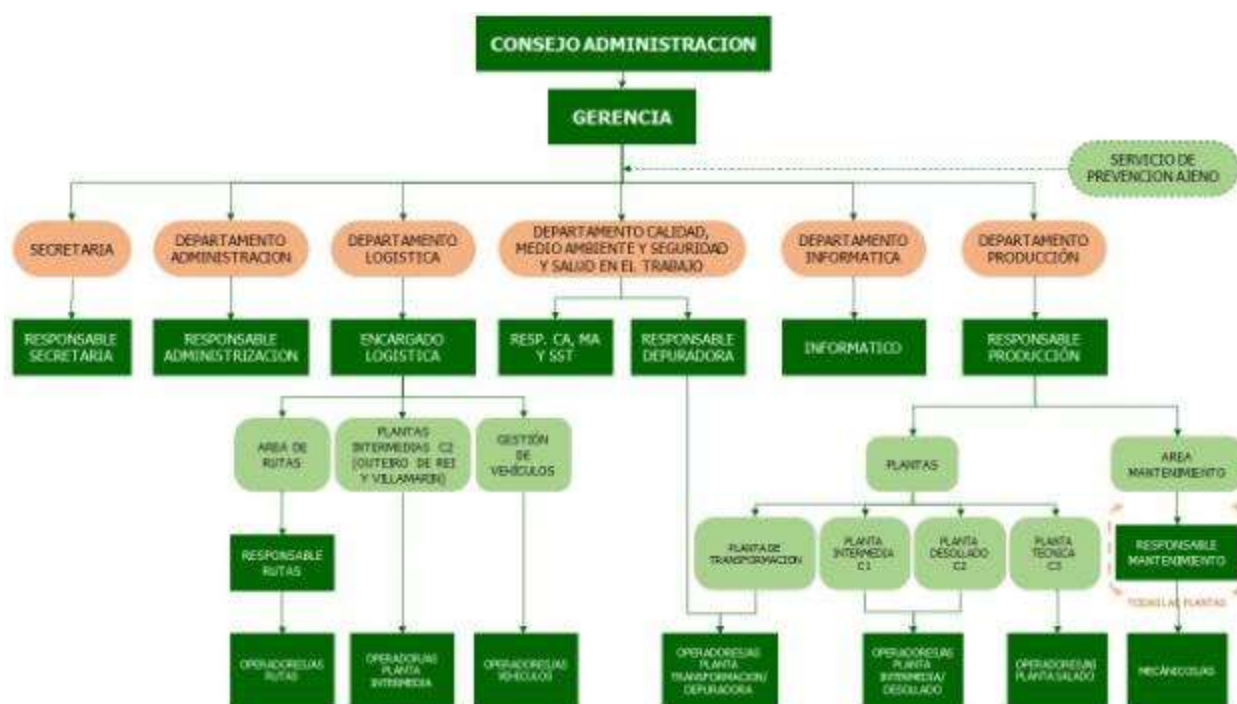 CONSEJO ADMINISTRACION
GERENCIA
SERVICIO DE
PREVENCION AJENO
SECRETARIA
DEPARTAMENTO
ADMINISTRACION
DEPARTAMENTO
LOGISTICA
DEPARTAMENTO CALIDAD,
MEDIO AMBIENTE Y SEGURIDAD
Y SALUD EN EL TRABAJO
DEPARTAMENTO
INFORMATICA
DEPARTAMENTO
PRODUCCIÓN
RESPONSABLE
SECRETARIA
RESPONSABLE
ADMINISTRIZACION
ENCARGADO
LOGÍSTICA
RESP. CA, MA
Y SST
RESPONSABLE
DEPURADORA
INFORMATICO
RESPONSABLE
PRODUCCIÓN
AREA DE
RUTAS
PLANTAS
INTERMEDIAS C2
(OUTEIRO DE REI
Y VILLAMARIN)
GESTIÓN
DE
VEHÍCULOS
PLANTAS
AREA
MANTENIMIENTO
RESPONSABLE
RUTAS
PLANTA DE
TRANSFORMACION
PLANTA
INTERMEDIA
C1
PLANTA
DESOLLADO
C2
PLANTA
TECNICA
C3
RESPONSABLE
MANTENIMIENTO
TODAS LAS PLANTAS
OPERADORES/AS
RUTAS
OPERADOR/AS
PLANTA
INTERMEDIA
OPERADORES/AS
VEHÍCULOS
OPERADORES/AS
PLANTA
TRANSFORMACION/
DEPURADORA
OPERADORES/AS
PLANTA
INTERMEDIA/
DESOLLADO
OPERADORES/AS
PLANTA SALADO
MECÁNICOS/AS